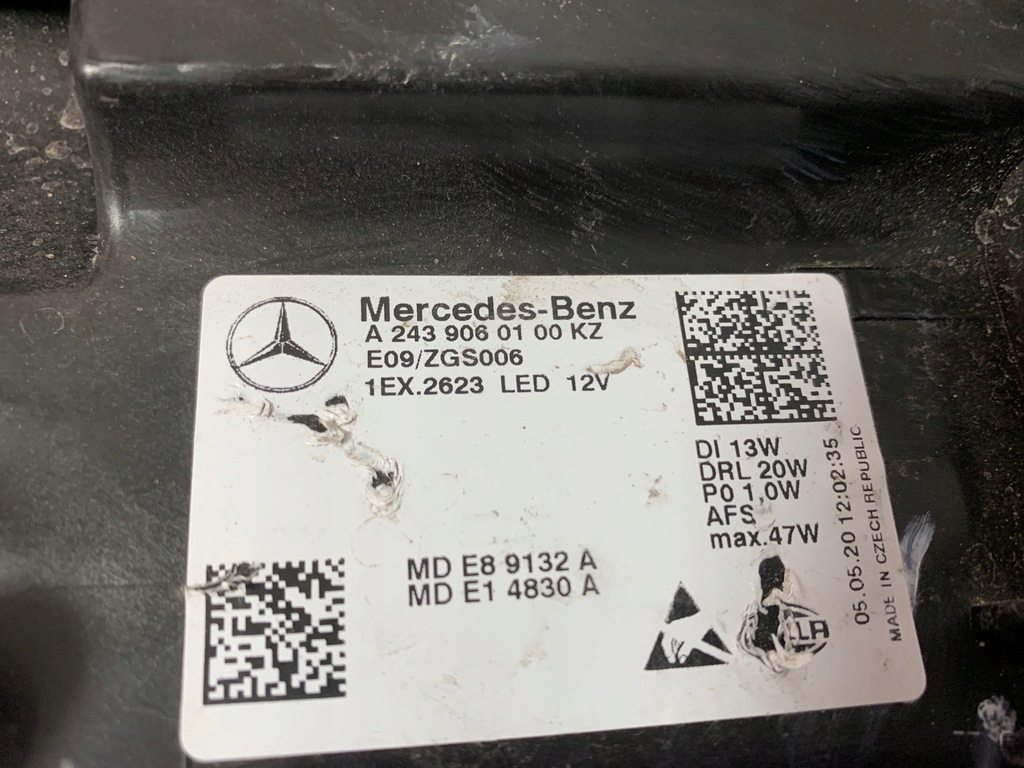 Mercedes-Benz
A 243 906 01 00 KZ
E09/ZGS006
1EX.2623 LED 12V
DI 13W
DRL 20W
PO 1,0W
AFS
max.47W
MD E8 9132 A
MD E1 4830 A
05.05.20 12:02:35
MADE IN CZECH REPUBLIC